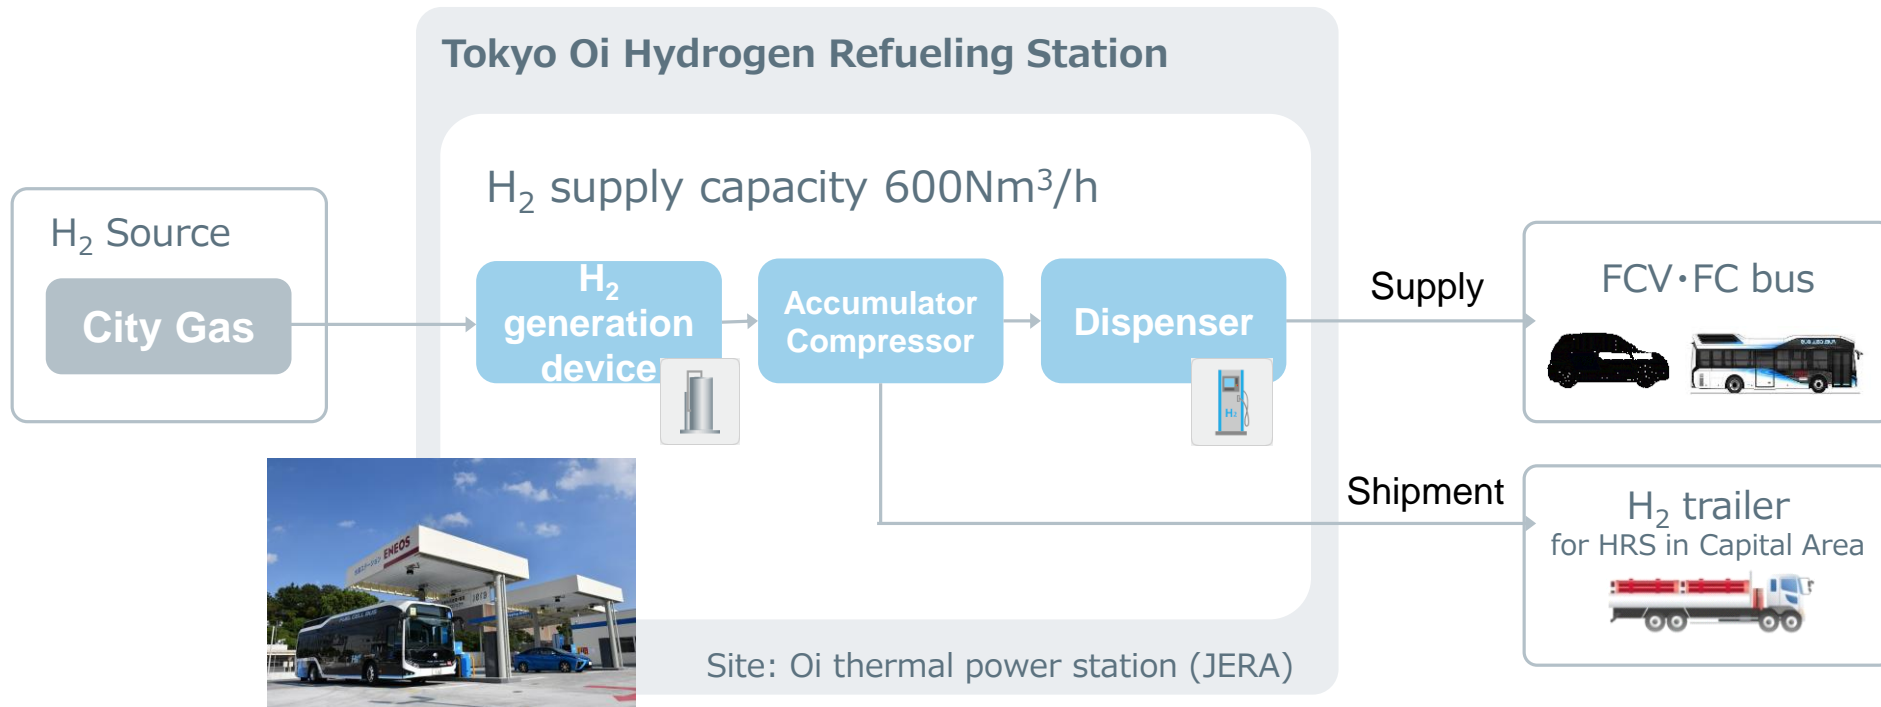 Tokyo Oi Hydrogen Refueling Station
H₂ supply capacity 600Nm³/h
H₂ Source
City Gas
H₂
generation
device
Accumulator
Compressor
Dispenser
H₂
Supply
FCV・FC bus
Shipment
H₂ trailer
for HRS in Capital Area
ENEOS
Site: Oi thermal power station (JERA)